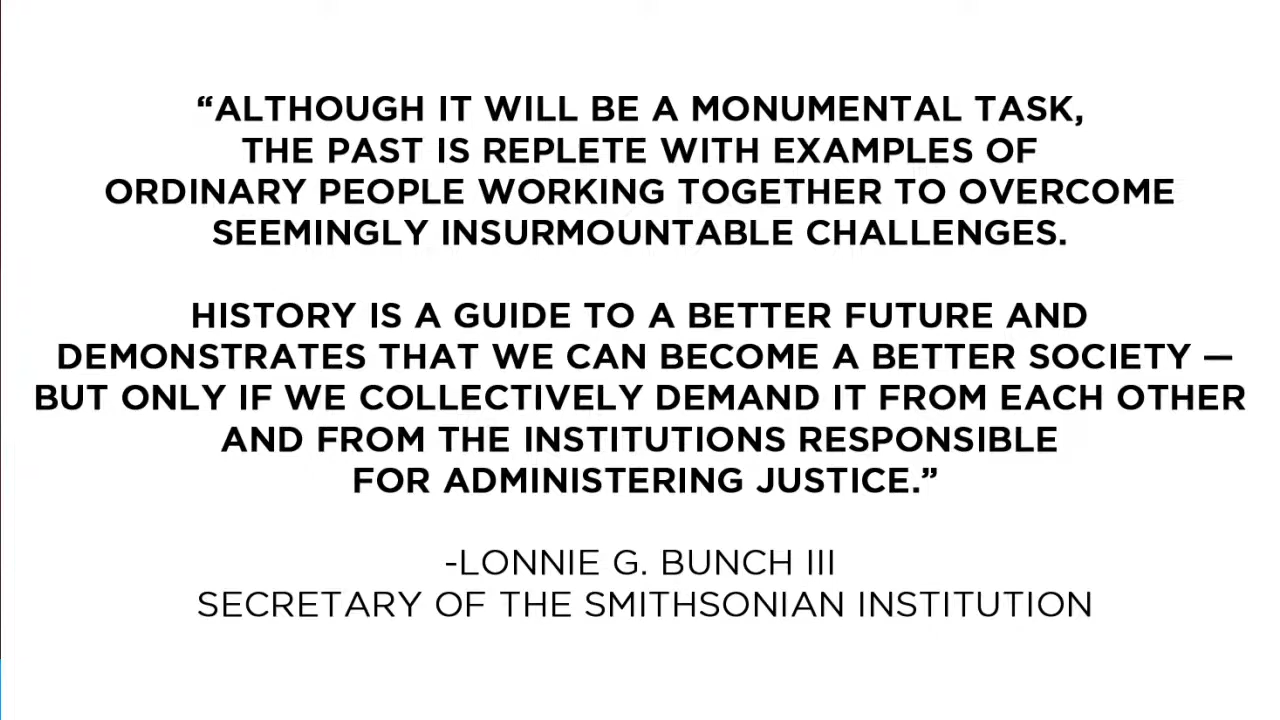 “ALTHOUGH IT WILL BE A MONUMENTAL TASK,
THE PAST IS REPLETE WITH EXAMPLES OF
ORDINARY PEOPLE WORKING TOGETHER TO OVERCOME
SEEMINGLY INSURMOUNTABLE CHALLENGES.
HISTORY IS A GUIDE TO A BETTER FUTURE AND
DEMONSTRATES THAT WE CAN BECOME A BETTER SOCIETY —
BUT ONLY IF WE COLLECTIVELY DEMAND IT FROM EACH OTHER
AND FROM THE INSTITUTIONS RESPONSIBLE
FOR ADMINISTERING JUSTICE.”
-LONNIE G. BUNCH III
SECRETARY OF THE SMITHSONIAN INSTITUTION